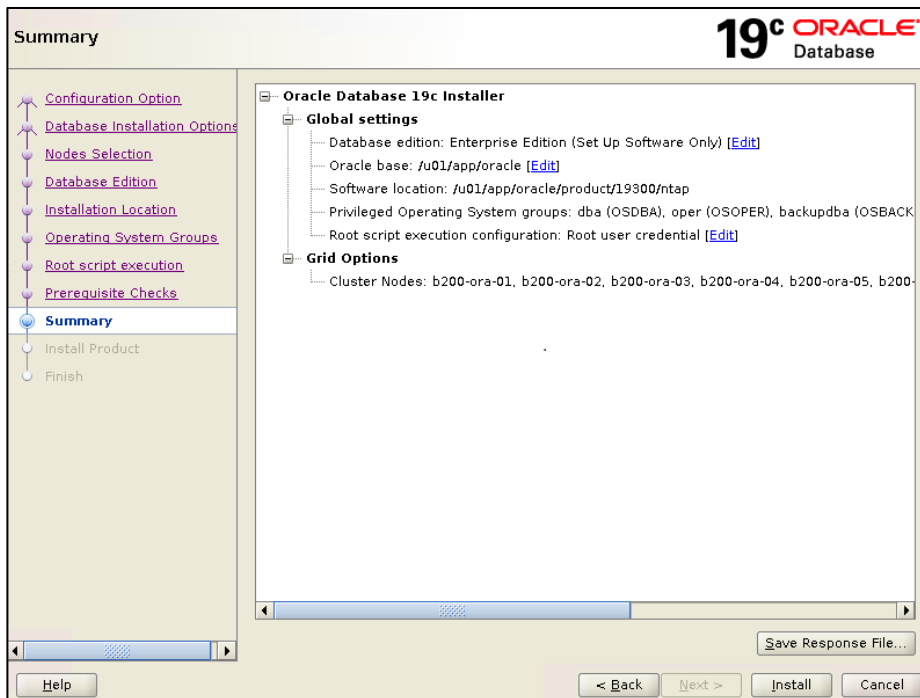 Summary
19c ORACLE
Database
Configuration Option
Database Installation Options
Nodes Selection
Database Edition
Installation Location
Operating System Groups
Root script execution
Prerequisite Checks
Summary
Install Product
Finish
Oracle Database 19c Installer
Global settings
Database edition: Enterprise Edition (Set Up Software Only) [Edit]
Oracle base: /u01/app/oracle [Edit]
Software location: /u01/app/oracle/product/19300/ntap
Privileged Operating System groups: dba (OSDBA), oper (OSOPER), backupdba (OSBACK
Root script execution configuration: Root user credential [Edit]
Grid Options
Cluster Nodes: b200-ora-01, b200-ora-02, b200-ora-03, b200-ora-04, b200-ora-05, b200-
Save Response File...
Help
< Back
Next >
Install
Cancel